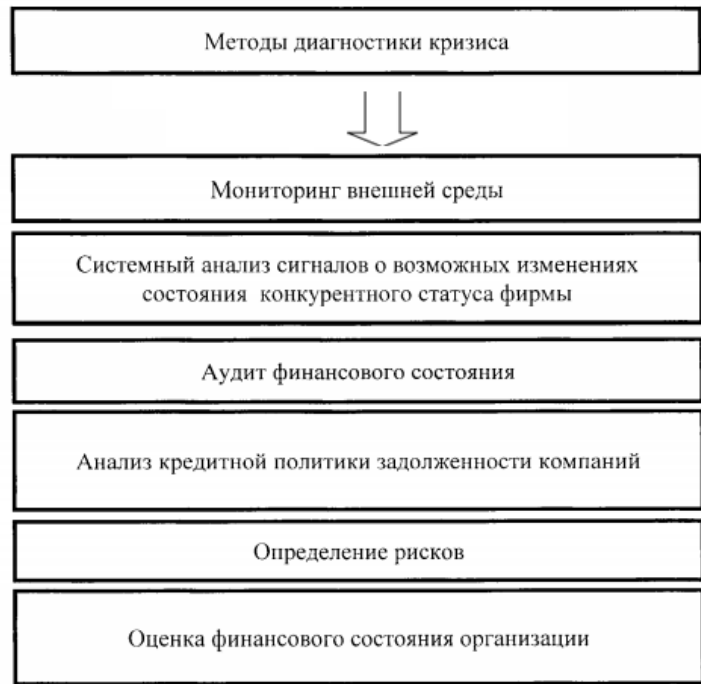 Методы диагностики кризиса
Мониторинг внешней среды
Системный анализ сигналов о возможных изменениях
состояния конкурентного статуса фирмы
Аудит финансового состояния
Анализ кредитной политики задолженности компаний
Определение рисков
Оценка финансового состояния организации